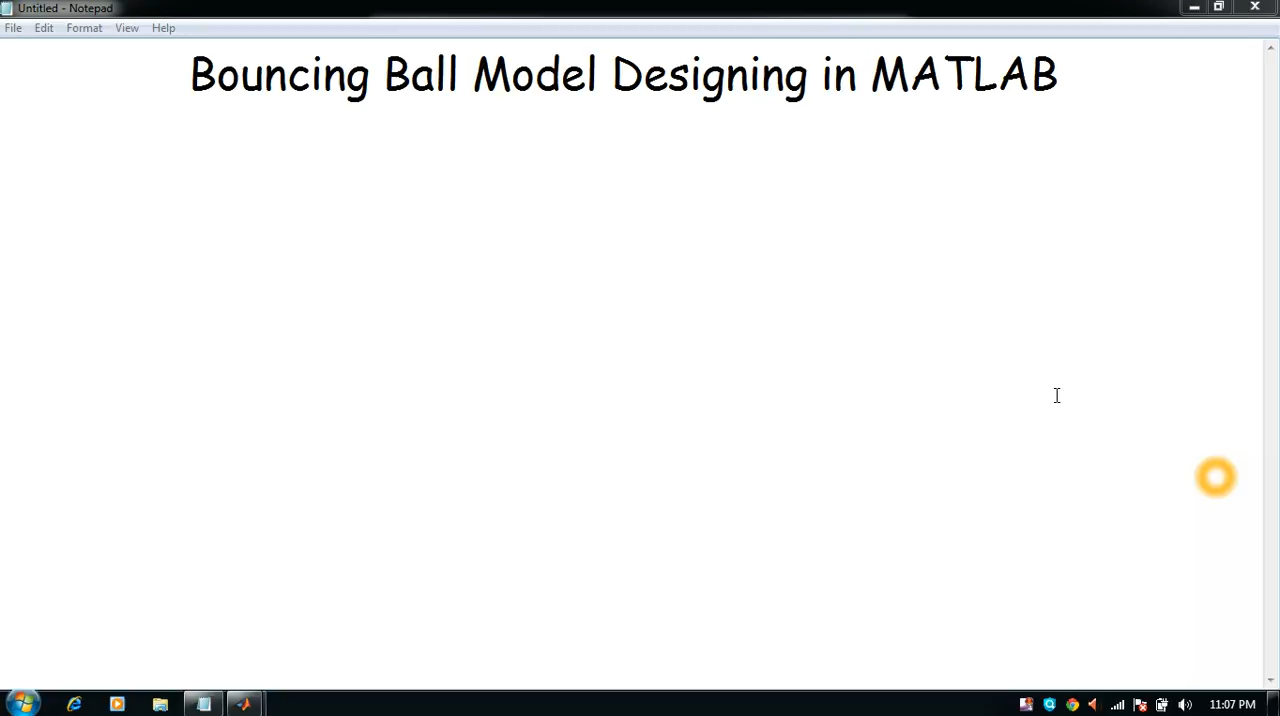 Untitled - Notepad
File Edit Format View Help
Bouncing Ball Model Designing in MATLAB
11:07 PM